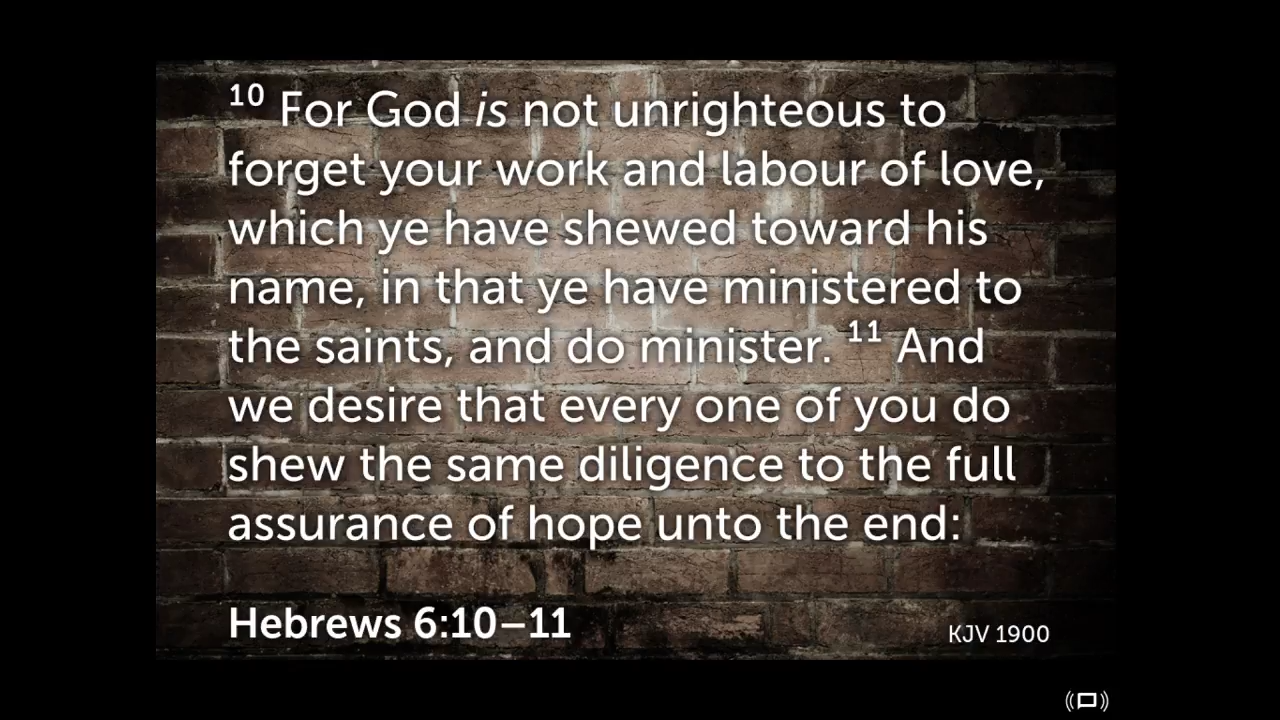 10 For God is not unrighteous to
forget your work and labour of love,
which ye have shewed toward his
name, in that ye have ministered to
the saints, and do minister. 11 And
we desire that every one of you do
shew the same diligence to the full
assurance of hope unto the end:
Hebrews 6:10–11
KJV 1900